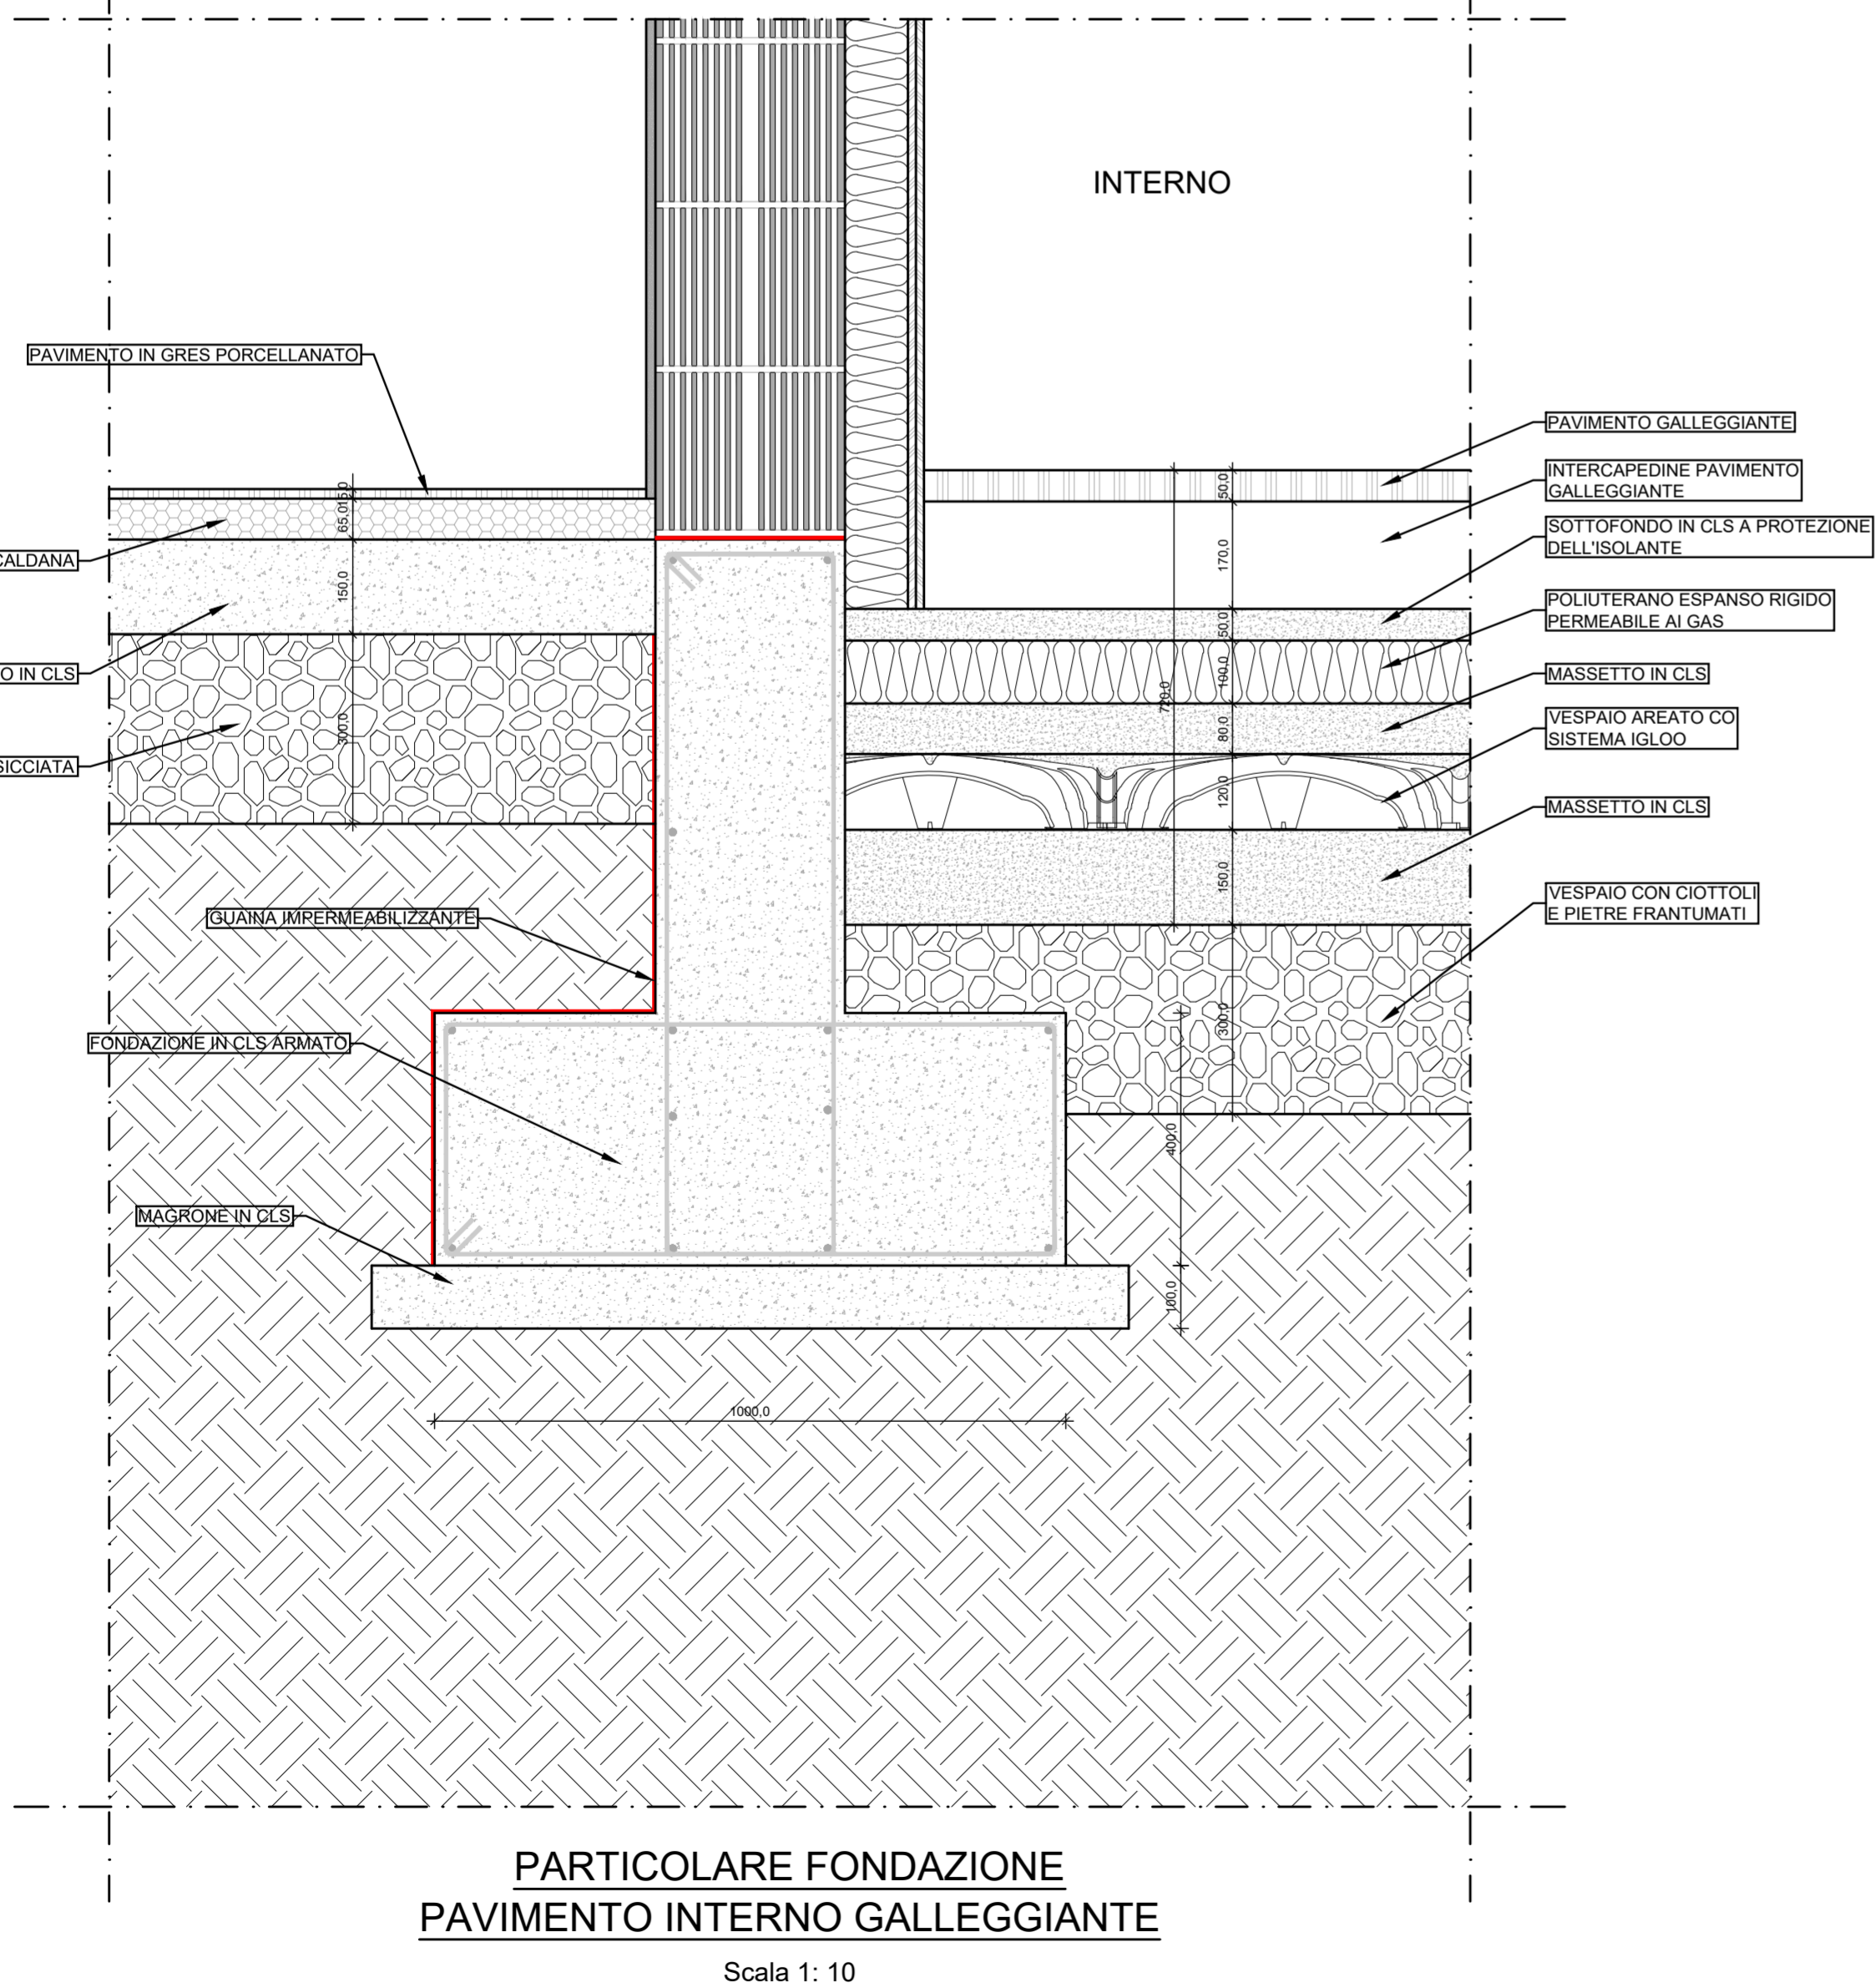 INTERNO
PAVIMENTO IN GRES PORCELLANATO
CALDANA
O IN CLS
SICCIATA
GUAINA IMPERMEABILIZZANTE
FONDAZIONE IN CLS ARMATO
MAGRONE IN CLS
PAVIMENTO GALLEGGIANTE
INTERCAPEDINE PAVIMENTO
GALLEGGIANTE
SOTTOFONDO IN CLS A PROTEZIONE
DELL'ISOLANTE
POLIUTERANO ESPANSO RIGIDO
PERMEABILE AI GAS
MASSETTO IN CLS
VESPAIO AREATO CO
SISTEMA IGLOO
MASSETTO IN CLS
VESPAIO CON CIOTTOLI
E PIETRE FRANTUMATI
15,0
65,0
150,0
300,0
50,0
170,0
50,0
100,0
720,0
80,0
120,0
150,0
300,0
400,0
100,0
1000,0
PARTICOLARE FONDAZIONE
PAVIMENTO INTERNO GALLEGGIANTE
Scala 1: 10